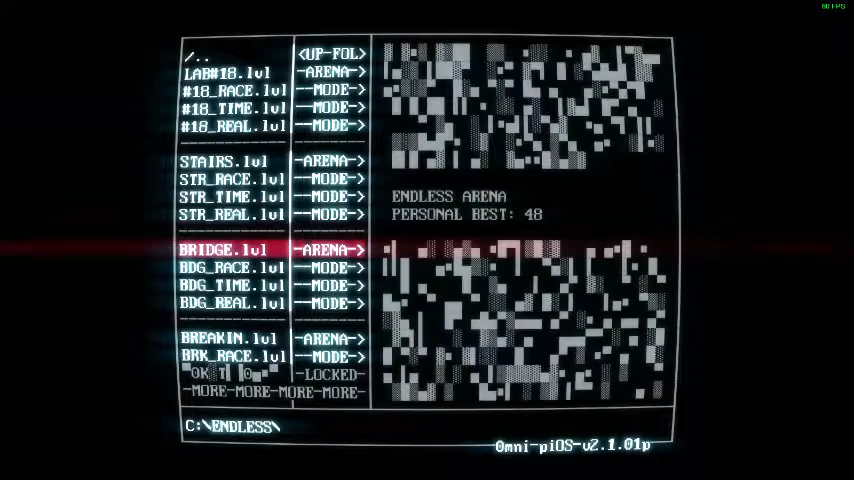 60 FPS
/.. <UP-FOL>
LAB#18.lvl -ARENA->
#18_RACE.lvl --MODE->
#18_TIME.lvl --MODE->
#18_REAL.lvl --MODE->
STAIRS.lvl -ARENA->
STR_RACE.lvl --MODE->
STR_TIME.lvl --MODE->
STR_REAL.lvl --MODE->
BRIDGE.lvl -ARENA->
BDG_RACE.lvl --MODE->
BDG_TIME.lvl --MODE->
BDG_REAL.lvl --MODE->
BREAKIN.lvl -ARENA->
BRK_RACE.lvl --MODE->
-LOCKED-
-MORE-MORE-MORE-MORE-
ENDLESS ARENA
PERSONAL BEST: 48
C:\ENDLESS\
Omni-piOS-v2.1.01p